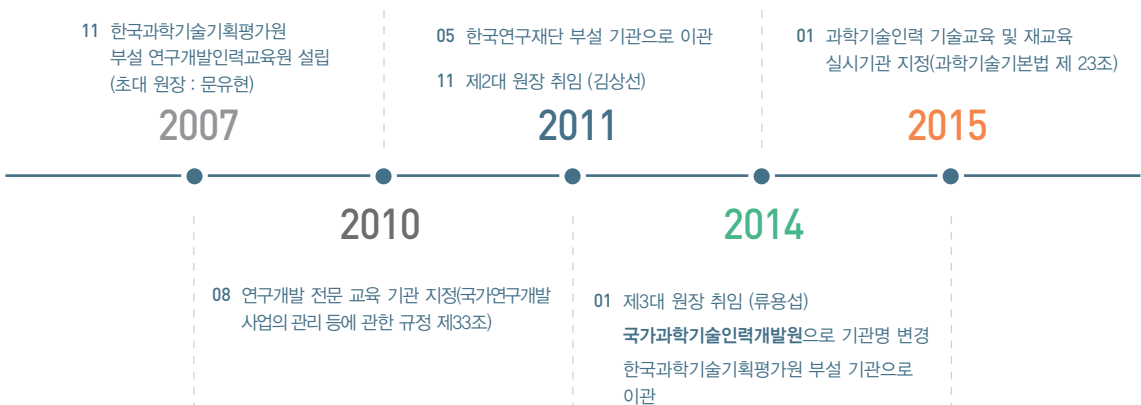 11 한국과학기술기획평가원
부설 연구개발인력교육원 설립
(초대 원장 : 문유현)
2007
05 한국연구재단 부설 기관으로 이관
11 제2대 원장 취임 (김상선)
2011
01 과학기술인력 기술교육 및 재교육
실시기관 지정(과학기술기본법 제 23조)
2015
2010
08 연구개발 전문 교육 기관 지정(국가연구개발
사업의 관리 등에 관한 규정 제33조)
2014
01 제3대 원장 취임 (류용섭)
국가과학기술인력개발원으로 기관명 변경
한국과학기술기획평가원 부설 기관으로
이관